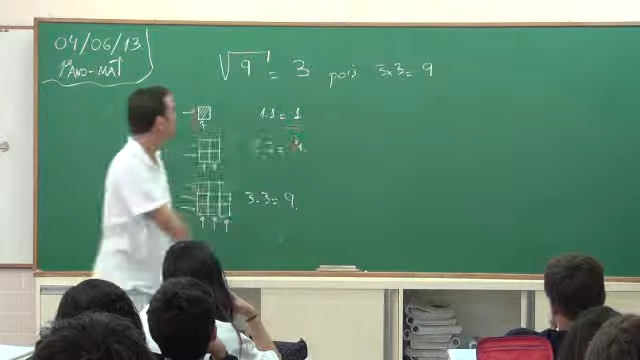 04/06/13
1º ANO-MAT
√9 = 3 pois 3x3=9
1.1=1
3.3=9